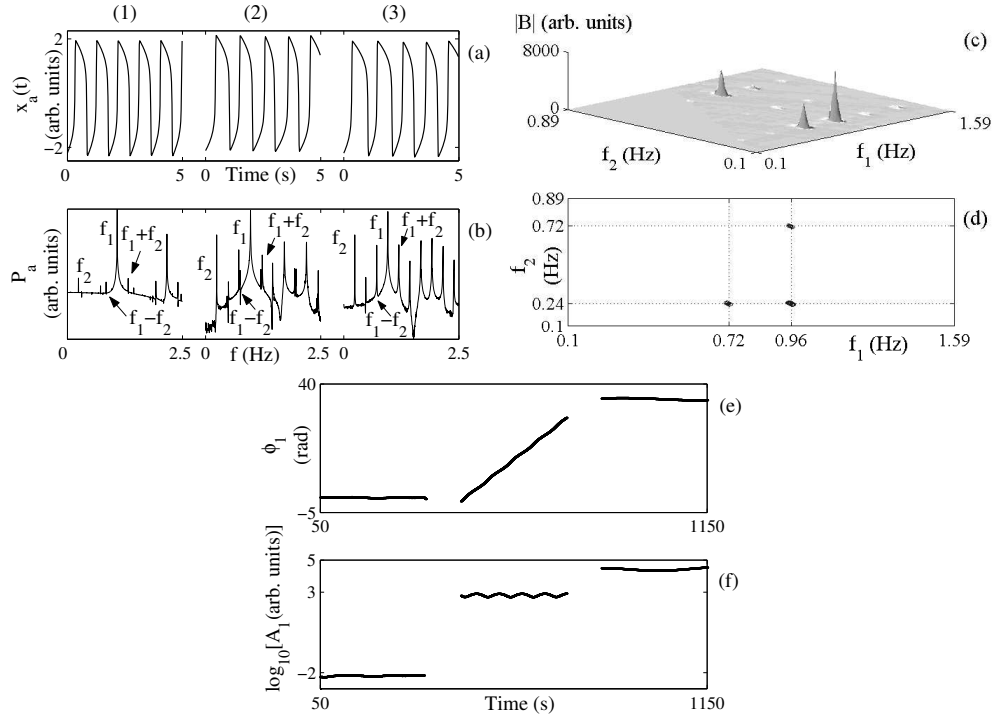 (1)
(2)
(3)
x_a(t)
(arb. units)
2
−2
(a)
0
5
0
Time (s)
5
0
5
P_a
(arb. units)
f_2
f_1
f_1+f_2
f_1−f_2
f_2
f_1
f_1+f_2
f_1−f_2
f_2
f_1
f_1+f_2
f_1−f_2
(b)
0
2.5
0
f (Hz)
2.5
0
2.5
|B| (arb. units)
(c)
8000
0
0.89
f_2 (Hz)
0.1
0.1
f_1 (Hz)
1.59
(d)
0.89
0.72
f_2
(Hz)
0.24
0.1
0.1
0.72
0.96
f_1 (Hz)
1.59
40
ϕ_1
(rad)
−5
50
1150
(e)
log_10[A_1(arb. units)]
5
3
−2
50
Time (s)
1150
(f)